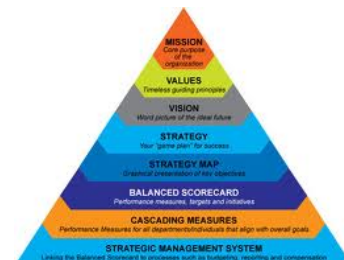 MISSION
Core purpose
of the
organization
VALUES
Timeless guiding principles
VISION
Word picture of the ideal future
STRATEGY
Your "game plan" for success
STRATEGY MAP
Graphical presentation of key objectives
BALANCED SCORECARD
Performance measures, targets and initiatives
CASCADING MEASURES
Performance Measures for all departments/individuals that align with overall goals
STRATEGIC MANAGEMENT SYSTEM
Linking the Balanced Scorecard to processes such as budgeting, reporting and compensation